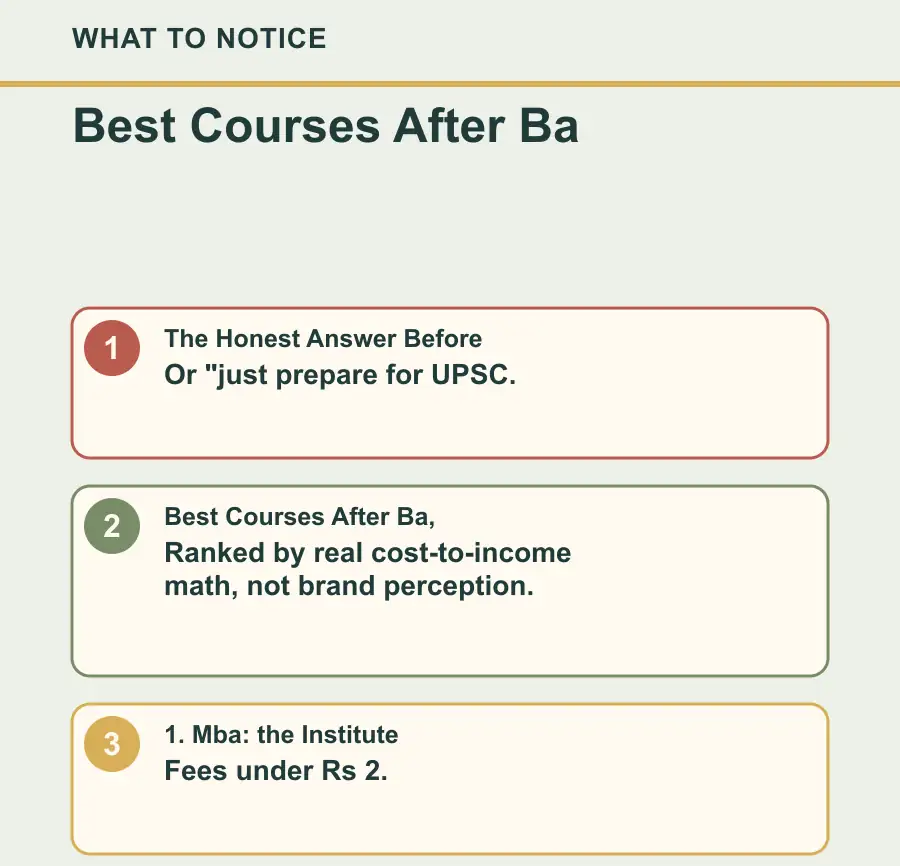 WHAT TO NOTICE
Best Courses After Ba
1
The Honest Answer Before
Or "just prepare for UPSC.
2
Best Courses After Ba,
Ranked by real cost-to-income
math, not brand perception.
3
1. Mba: the Institute
Fees under Rs 2.